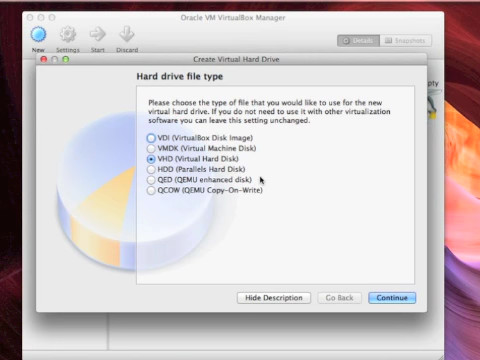 Oracle VM VirtualBox Manager
New Settings Start Discard
Details Snapshots
Create Virtual Hard Drive
Hard drive file type
Please choose the type of file that you would like to use for the new
virtual hard drive. If you do not need to use it with other virtualization
software you can leave this setting unchanged.
VDI (VirtualBox Disk Image)
VMDK (Virtual Machine Disk)
VHD (Virtual Hard Disk)
HDD (Parallels Hard Disk)
QED (QEMU enhanced disk)
QCOW (QEMU Copy-On-Write)
Hide Description Go Back Continue